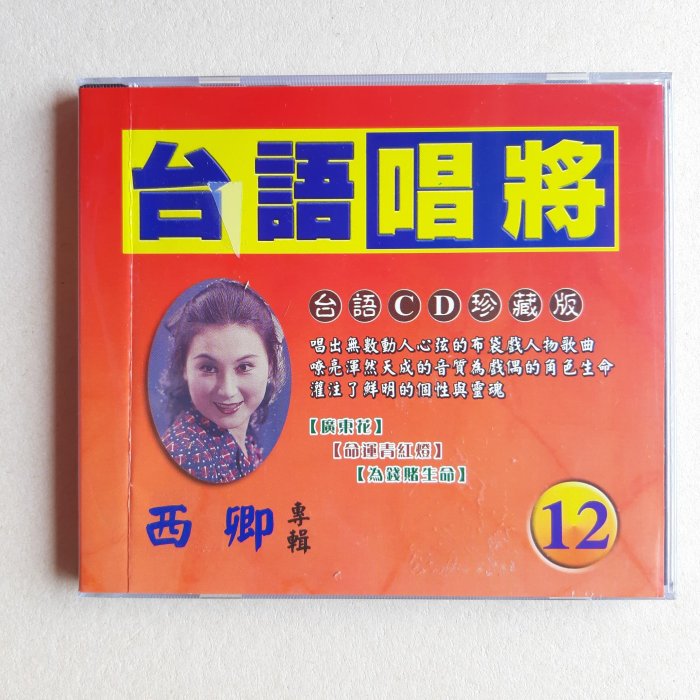 台語唱將
台語CD珍藏版
唱出無數動人心弦的布袋戲人物歌曲
嘹亮渾然天成的音質為戲偶的角色生命
灌注了鮮明的個性與靈魂
【廣東花】
【命運青紅燈】
【為錢賭生命】
西卿 專輯
12